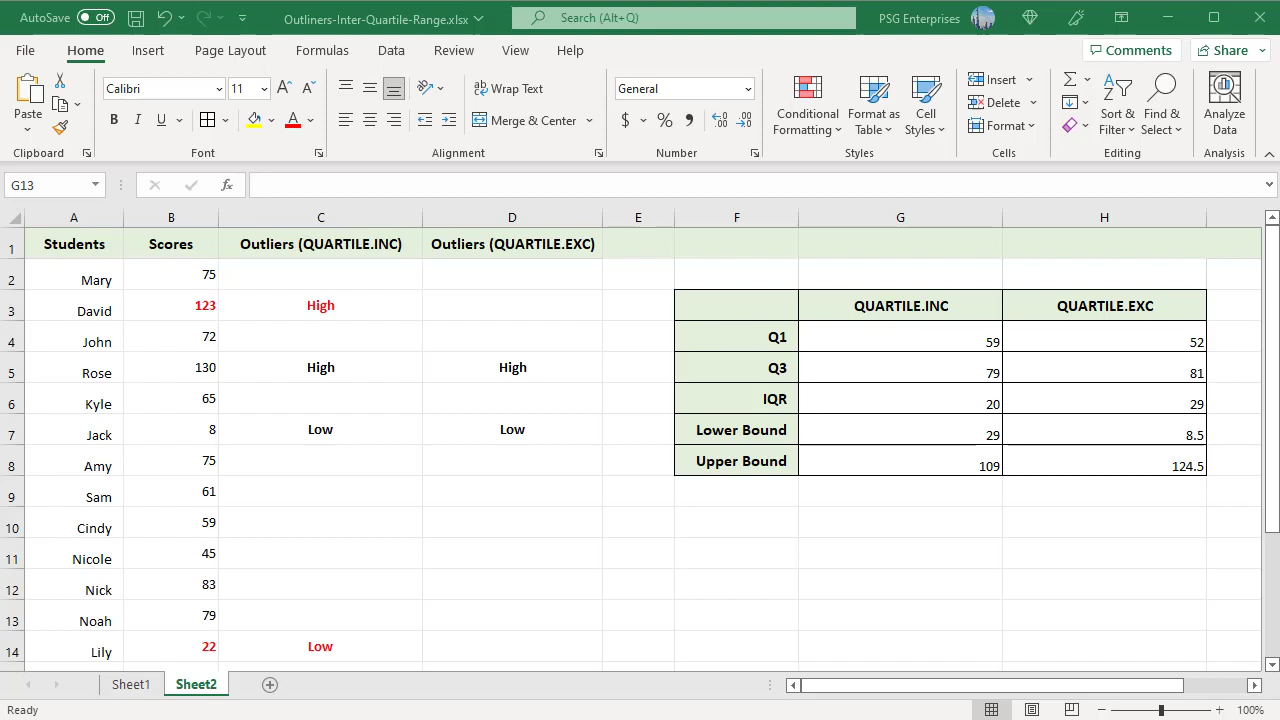 AutoSave Off Outliners-Inter-Quartile-Range.xlsx Search (Alt+Q) PSG Enterprises
File Home Insert Page Layout Formulas Data Review View Help Comments Share
Paste
Calibri 11
B I U A
Wrap Text
Merge & Center
General
$ %
Conditional Formatting
Format as Table
Cell Styles
Insert
Delete
Format
Sort & Filter
Find & Select
Analyze Data
Clipboard Font Alignment Number Styles Cells Editing Analysis
G13 fx
A B C D E F G H
1 Students Scores Outliers (QUARTILE.INC) Outliers (QUARTILE.EXC)
2 Mary 75
3 David 123 High QUARTILE.INC QUARTILE.EXC
4 John 72 Q1 59 52
5 Rose 130 High High Q3 79 81
6 Kyle 65 IQR 20 29
7 Jack 8 Low Low Lower Bound 29 8.5
8 Amy 75 Upper Bound 109 124.5
9 Sam 61
10 Cindy 59
11 Nicole 45
12 Nick 83
13 Noah 79
14 Lily 22 Low
Sheet1 Sheet2
Ready 100%